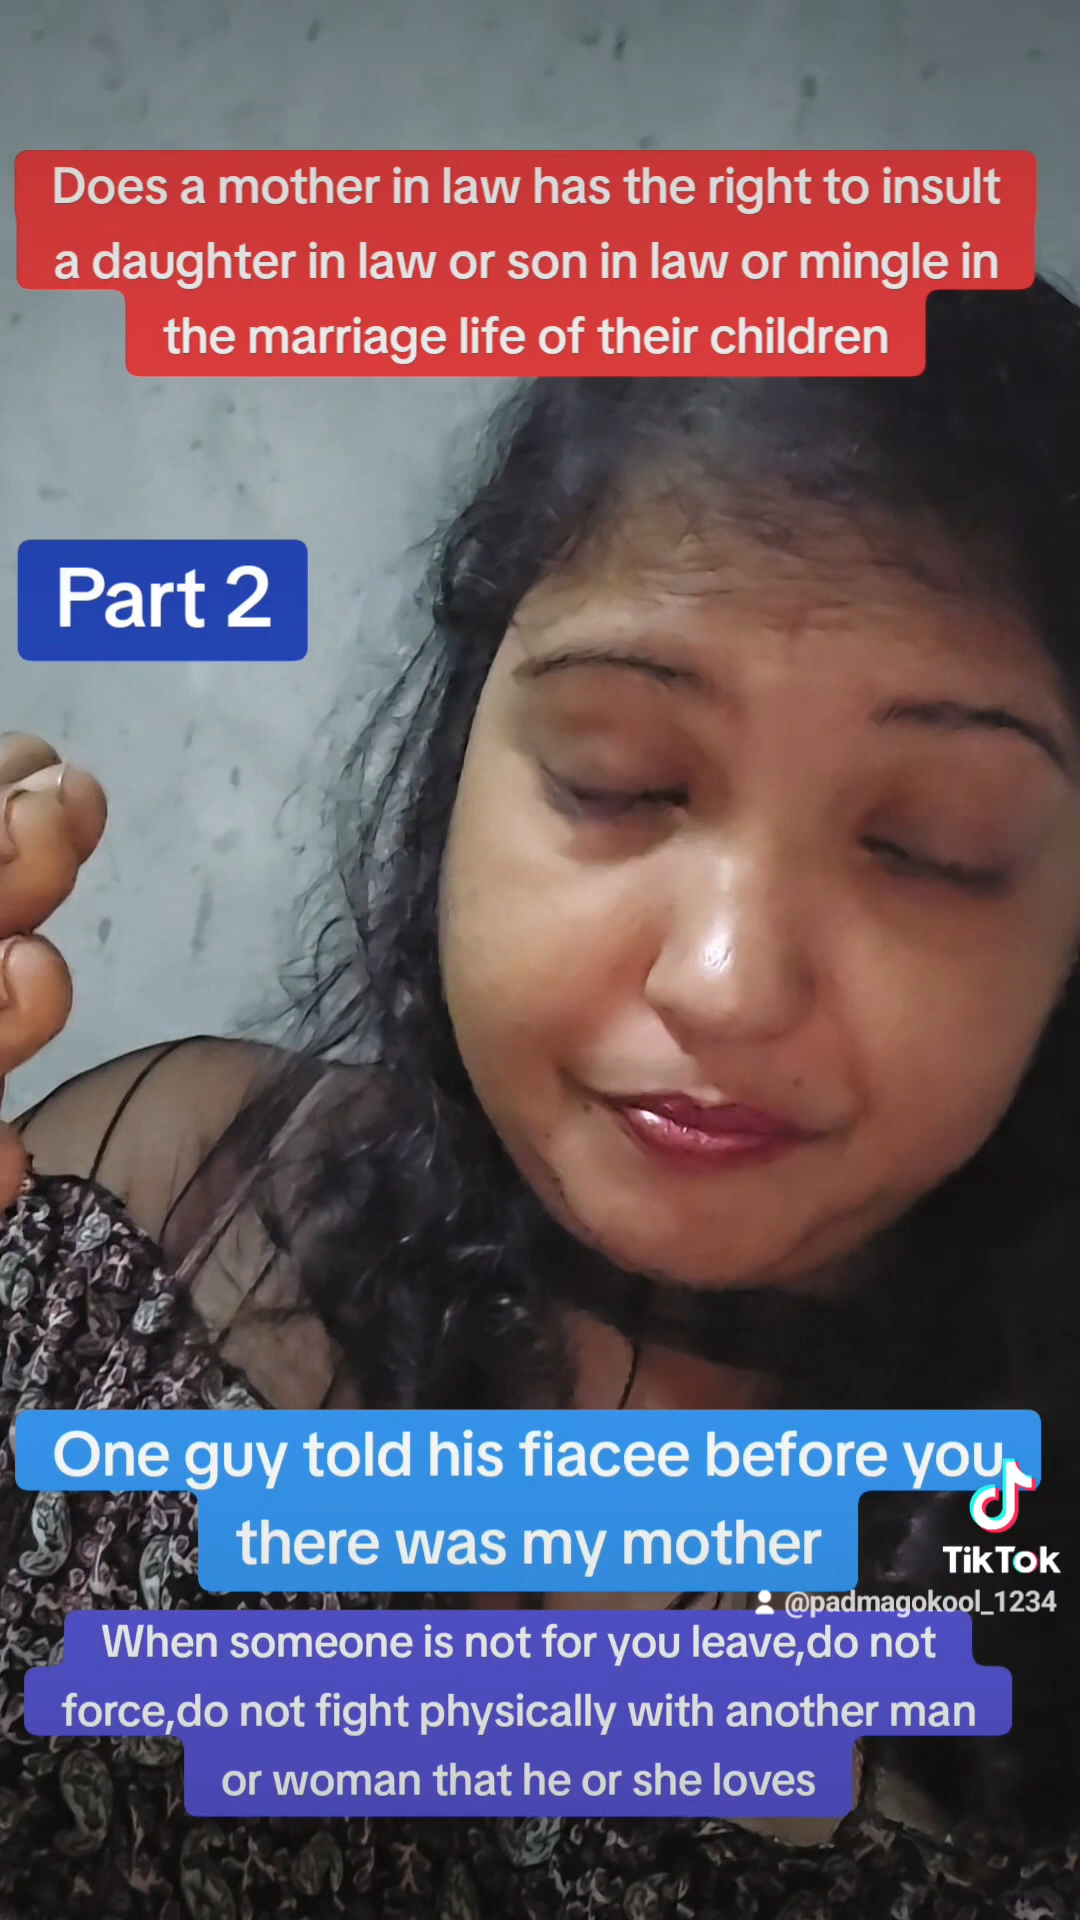 Does a mother in law has the right to insult
a daughter in law or son in law or mingle in
the marriage life of their children
Part 2
One guy told his fiacee before you
there was my mother
TikTok
@padmagokool_1234
When someone is not for you leave,do not
force,do not fight physically with another man
or woman that he or she loves